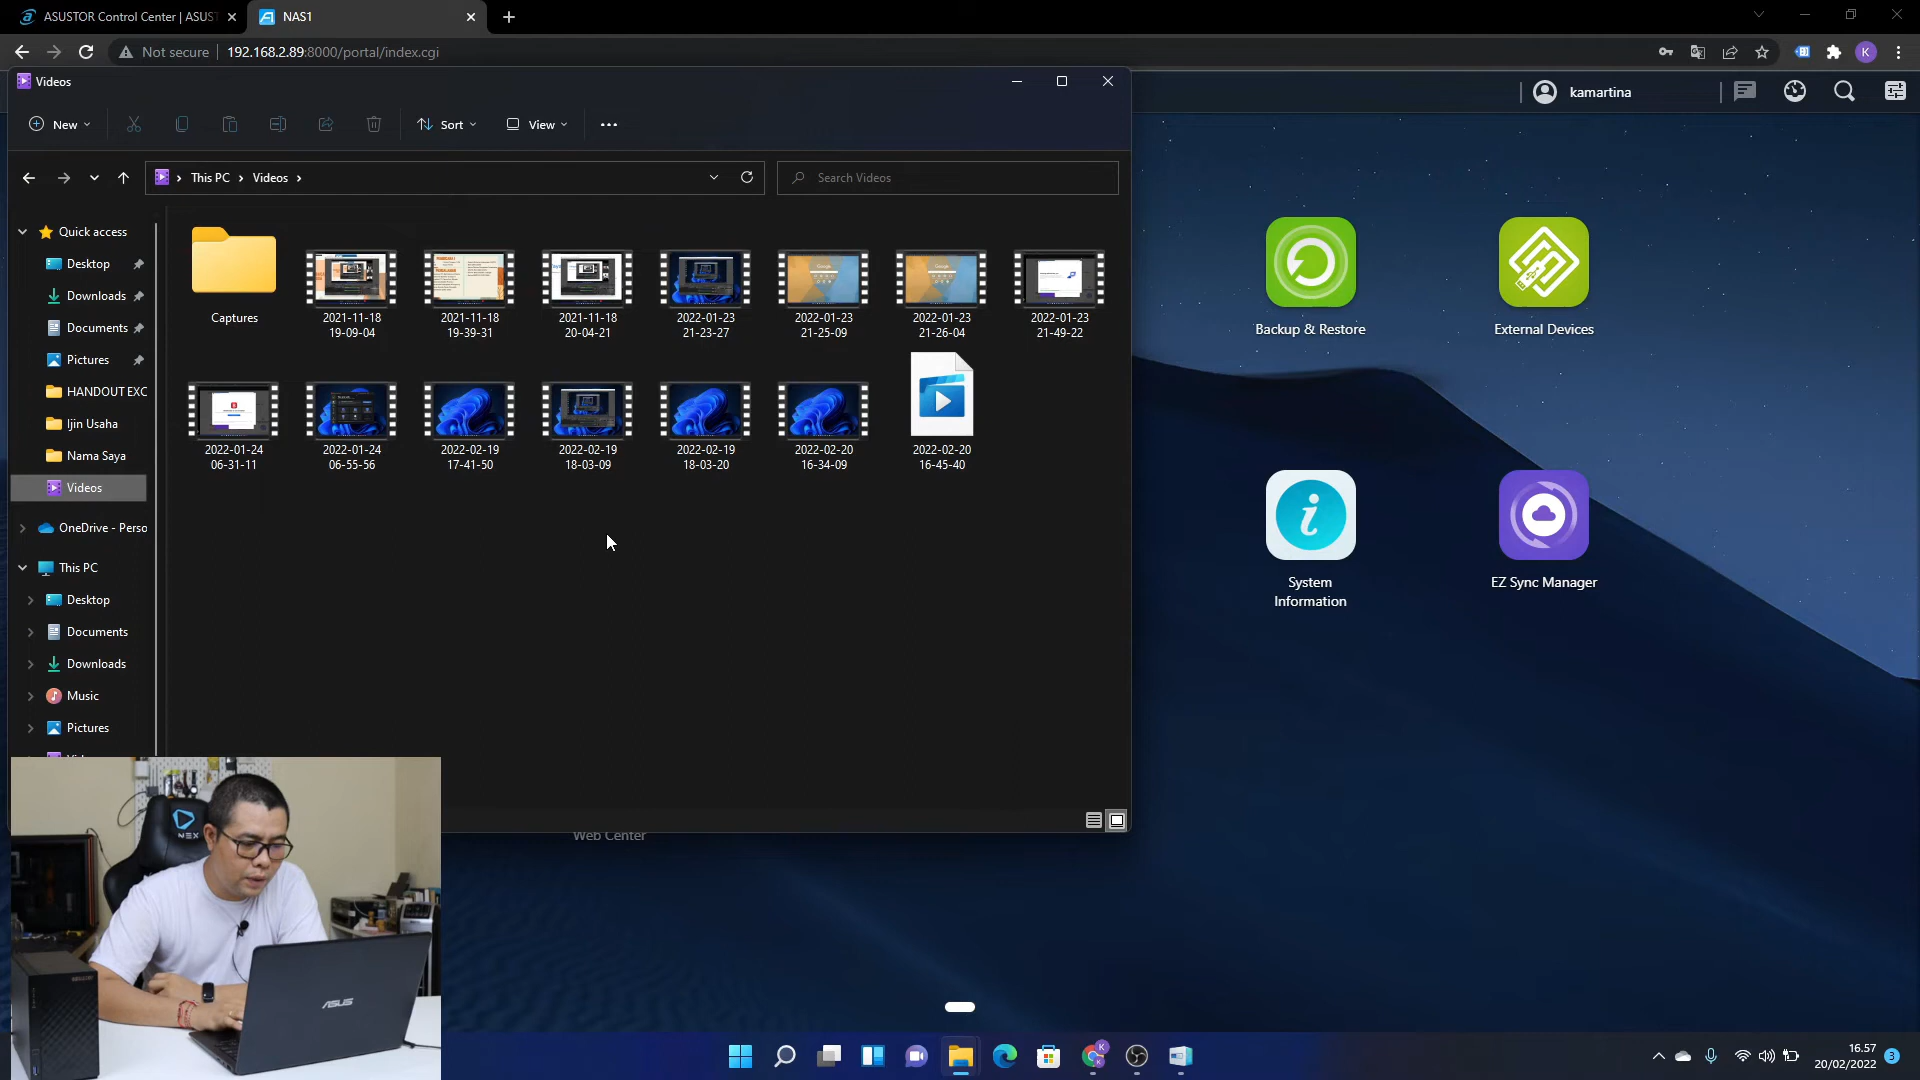 ASUSTOR Control Center | ASUST
NAS1
Not secure
192.168.2.89:8000/portal/index.cgi
K
Videos
kamartina
New
Sort
View
This PC
Videos
Search Videos
Quick access
Desktop
Downloads
Documents
Pictures
HANDOUT EXC
Ijin Usaha
Nama Saya
Videos
OneDrive - Perso
This PC
Desktop
Documents
Downloads
Music
Pictures
Captures
2021-11-18
19-09-04
2021-11-18
19-39-31
2021-11-18
20-04-21
2022-01-23
21-23-27
2022-01-23
21-25-09
2022-01-23
21-26-04
2022-01-23
21-49-22
2022-01-24
06-31-11
2022-01-24
06-55-56
2022-02-19
17-41-50
2022-02-19
18-03-09
2022-02-19
18-03-20
2022-02-20
16-34-09
2022-02-20
16-45-40
Backup & Restore
External Devices
System
Information
EZ Sync Manager
Web Center
NEX
ASUS
K
16.57
20/02/2022
3